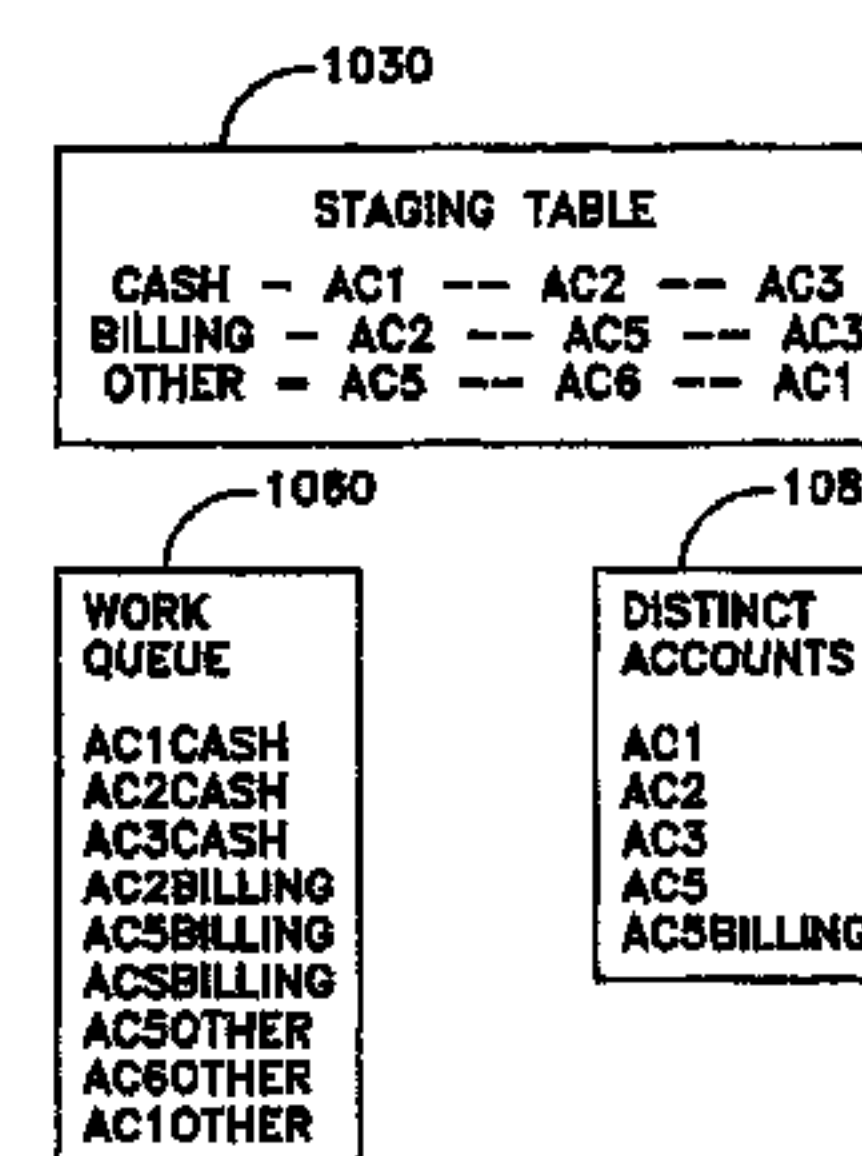 1030
STAGING TABLE
CASH - AC1 -- AC2 -- AC3
BILLING - AC2 -- AC5 -- AC3
OTHER - AC5 -- AC6 -- AC1
1060
WORK
QUEUE
AC1CASH
AC2CASH
AC3CASH
AC2BILLING
AC5BILLING
ACSBILLING
AC5OTHER
AC6OTHER
AC1OTHER
108
DISTINCT
ACCOUNTS
AC1
AC2
AC3
AC5
AC5BILLING